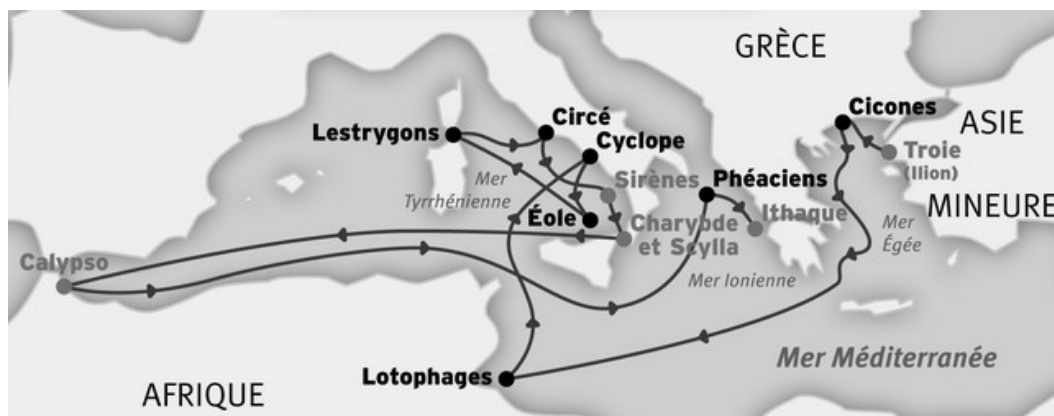 GRÈCE
Cicones
ASIE
Troie
(Ilion)
MINEURE
Lestrygons
Circé
Cyclope
Mer
Tyrrhénienne
Sirènes
Phéaciens
Éole
Charybde
et Scylla
Ithaque
Mer
Égée
Calypso
Mer Ionienne
Lotophages
Mer Méditerranée
AFRIQUE